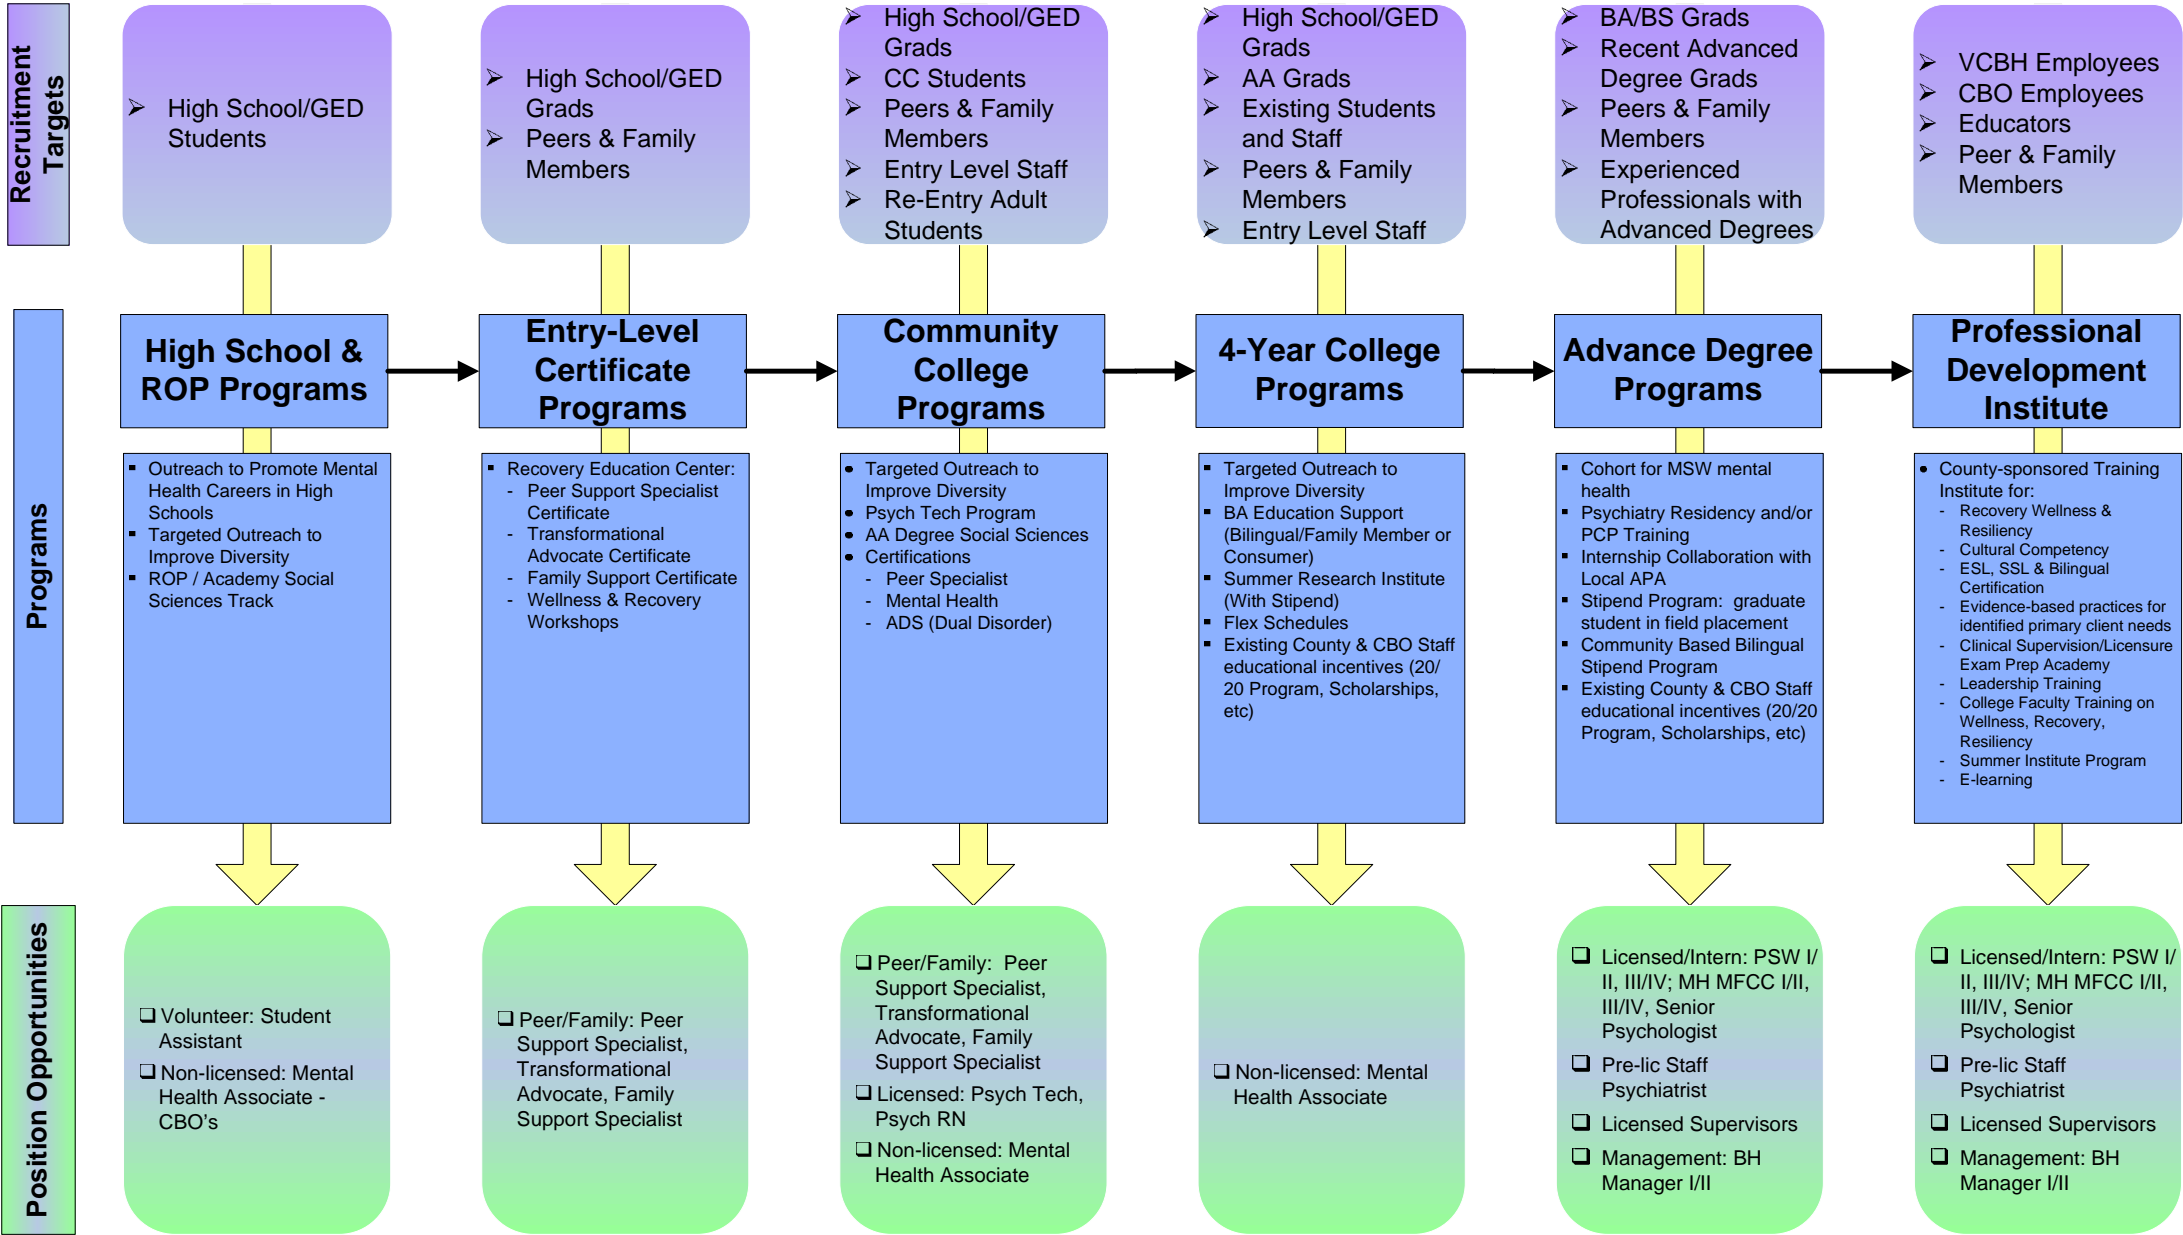 Recruitment
Targets
High School/GED
Students
High School/GED
Grads
Peers & Family
Members
High School/GED
Grads
CC Students
Peers & Family
Members
Entry Level Staff
Re-Entry Adult
Students
High School/GED
Grads
AA Grads
Existing Students
and Staff
Peers & Family
Members
Entry Level Staff
BA/BS Grads
Recent Advanced
Degree Grads
Peers & Family
Members
Experienced
Professionals with
Advanced Degrees
VCBH Employees
CBO Employees
Educators
Peer & Family
Members
Programs
High School &
ROP Programs
Entry-Level
Certificate
Programs
Community
College
Programs
4-Year College
Programs
Advance Degree
Programs
Professional
Development
Institute
Outreach to Promote Mental
Health Careers in High
Schools
Targeted Outreach to
Improve Diversity
ROP / Academy Social
Sciences Track
Recovery Education Center:
- Peer Support Specialist
Certificate
- Transformational
Advocate Certificate
- Family Support Certificate
- Wellness & Recovery
Workshops
Targeted Outreach to
Improve Diversity
Psych Tech Program
AA Degree Social Sciences
Certifications
- Peer Specialist
- Mental Health
- ADS (Dual Disorder)
Targeted Outreach to
Improve Diversity
BA Education Support
(Bilingual/Family Member or
Consumer)
Summer Research Institute
(With Stipend)
Flex Schedules
Existing County & CBO Staff
educational incentives (20/
20 Program, Scholarships,
etc)
Cohort for MSW mental
health
Psychiatry Residency and/or
PCP Training
Internship Collaboration with
Local APA
Stipend Program:  graduate
student in field placement
Community Based Bilingual
Stipend Program
Existing County & CBO Staff
educational incentives (20/20
Program, Scholarships, etc)
County-sponsored Training
Institute for:
- Recovery Wellness &
Resiliency
- Cultural Competency
- ESL, SSL & Bilingual
Certification
- Evidence-based practices for
identified primary client needs
- Clinical Supervision/Licensure
Exam Prep Academy
- Leadership Training
- College Faculty Training on
Wellness, Recovery,
Resiliency
- Summer Institute Program
- E-learning
Position Opportunities
Volunteer: Student
Assistant
Non-licensed: Mental
Health Associate -
CBO's
Peer/Family: Peer
Support Specialist,
Transformational
Advocate, Family
Support Specialist
Peer/Family:  Peer
Support Specialist,
Transformational
Advocate, Family
Support Specialist
Licensed: Psych Tech,
Psych RN
Non-licensed: Mental
Health Associate
Non-licensed: Mental
Health Associate
Licensed/Intern: PSW I/
II, III/IV; MH MFCC I/II,
III/IV, Senior
Psychologist
Pre-lic Staff
Psychiatrist
Licensed Supervisors
Management: BH
Manager I/II
Licensed/Intern: PSW I/
II, III/IV; MH MFCC I/II,
III/IV, Senior
Psychologist
Pre-lic Staff
Psychiatrist
Licensed Supervisors
Management: BH
Manager I/II